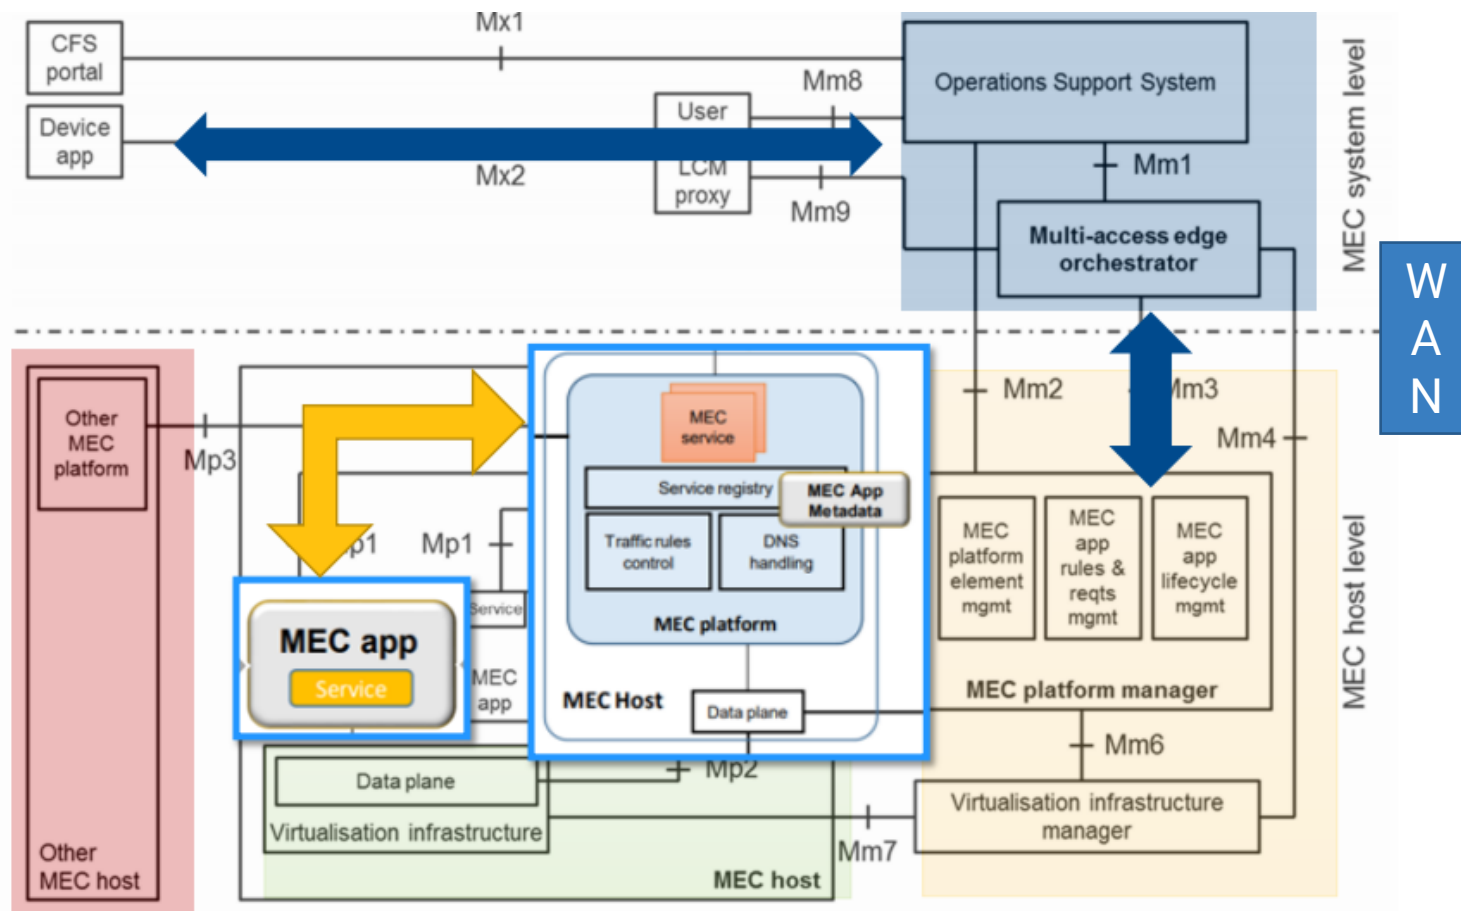 Mx1
CFS
portal
Operations Support System
Mm8
User
Device
app
Mx2
LCM
proxy
Mm9
Mm1
Multi-access edge
orchestrator
MEC system level
W
A
N
Other
MEC
platform
Mp3
Mp1
MEC
service
Service registry
MEC App
Metadata
Traffic rules
control
DNS
handling
MEC platform
MEC Host
Data plane
Mm2
Mm3
Mm4
MEC
platform
element
mgmt
MEC
app
rules &
reqts
mgmt
MEC
app
lifecycle
mgmt
MEC platform manager
MEC host level
MEC app
Service
Service
MEC
app
Mp2
Mm6
Data plane
Virtualisation infrastructure
Virtualisation infrastructure
manager
Mm7
MEC host
Other
MEC host